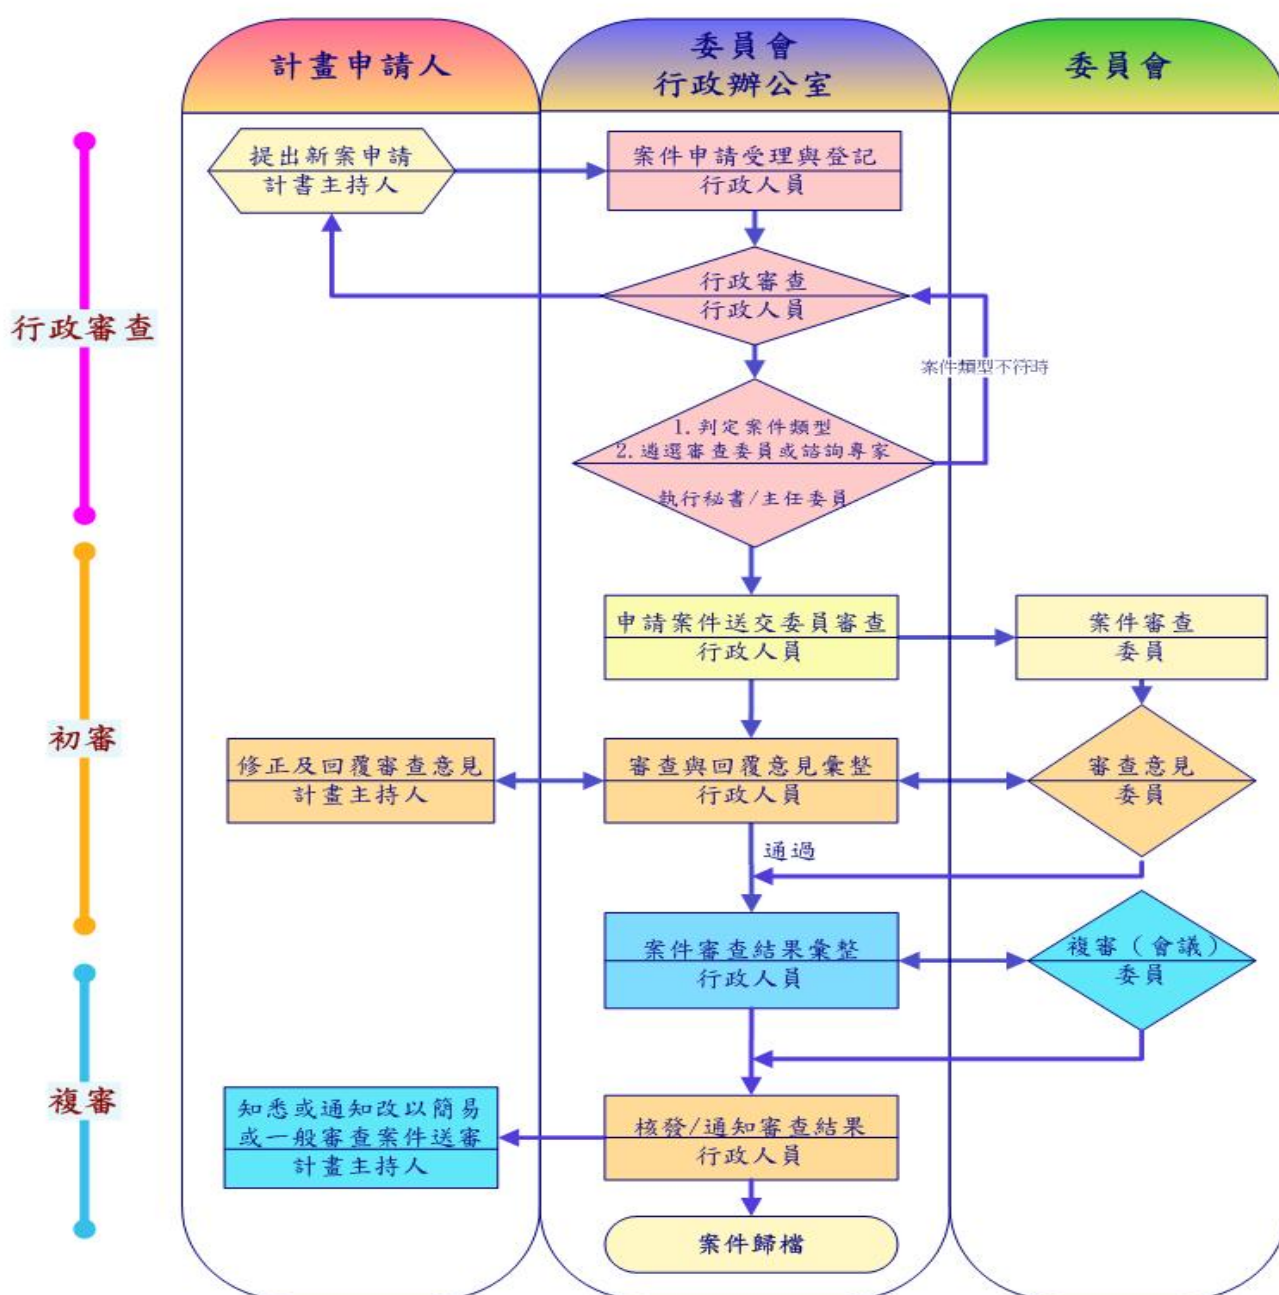 計畫申請人
委員會
行政辦公室
委員會
行政審查
提出新案申請
計書主持人
案件申請受理與登記
行政人員
行政審查
行政人員
案件類型不待時
1.判定案件類型
2.遴選審查委員或諮詢專家
執行秘書/主任委員
初審
申請案件送交委員審查
行政人員
案件審查
委員
修正及回覆審查意見
計畫主持人
審查與回覆意見彙整
行政人員
審查意見
委員
通過
複審
案件審查結果彙整
行政人員
複審（會議）
委員
知悉或通知改以簡易
或一般審查案件送審
計畫主持人
核發/通知審查結果
行政人員
案件歸檔